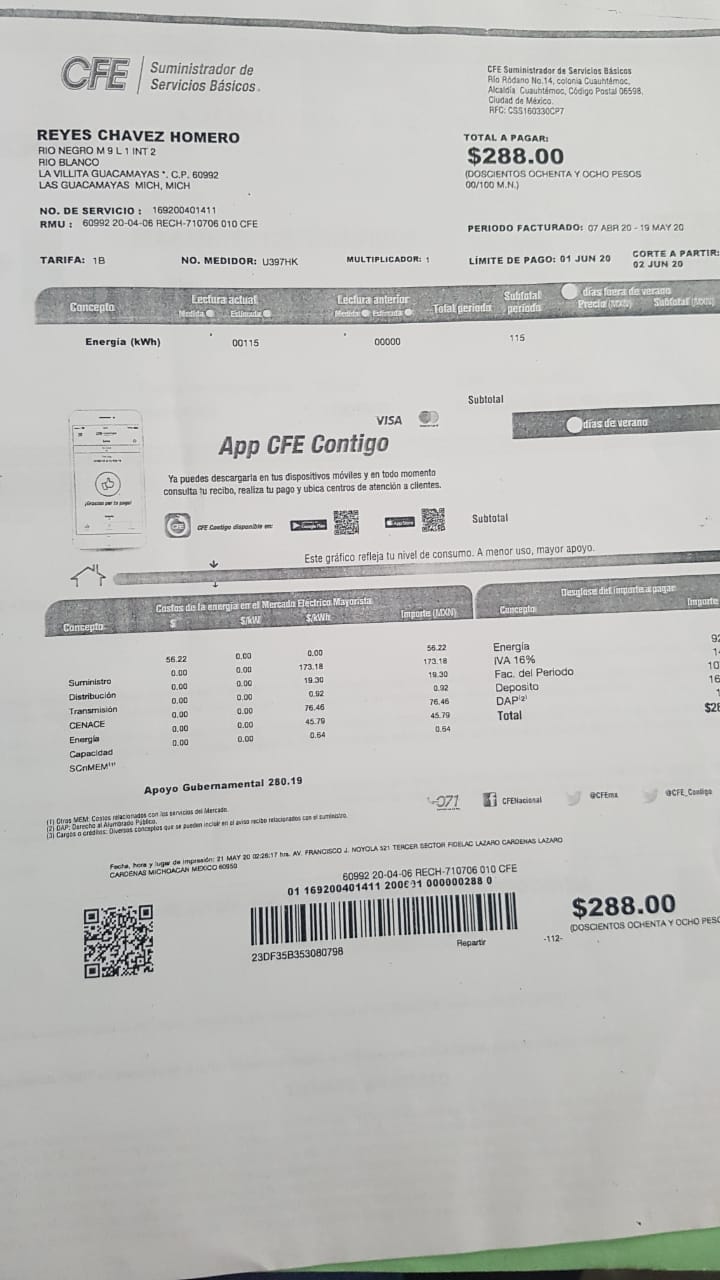 CFE Suministrador de
Servicios Básicos.
CFE Suministrador de Servicios Básicos
Río Ródano No.14, colonia Cuauhtémoc,
Alcaldía Cuauhtémoc, Código Postal 06598,
Ciudad de México.
RFC: CSS160330CP7
REYES CHAVEZ HOMERO
RIO NEGRO M 9 L 1 INT 2
RIO BLANCO
LA VILLITA GUACAMAYAS *. C.P. 60992
LAS GUACAMAYAS MICH, MICH
TOTAL A PAGAR:
$288.00
(DOSCIENTOS OCHENTA Y OCHO PESOS
00/100 M.N.)
NO. DE SERVICIO : 169200401411
RMU : 60992 20-04-06 RECH-710706 010 CFE
PERIODO FACTURADO: 07 ABR 20 - 19 MAY 20
TARIFA: 1B NO. MEDIDOR: U397HK MULTIPLICADOR: 1 LÍMITE DE PAGO: 01 JUN 20 CORTE A PARTIR:
02 JUN 20
Concepto Lectura actual Lectura anterior Total periodo Subtotal periodo días fuera de verano
Medida Estimada Medida Estimada Precio (MXN) Subtotal (MXN)
Energía (kWh) 00115 00000 115
Subtotal
días de verano
VISA
App CFE Contigo
Ya puedes descargarla en tus dispositivos móviles y en todo momento
consulta tu recibo, realiza tu pago y ubica centros de atención a clientes.
CFE Contigo disponible en: Google Play App Store
Subtotal
Este gráfico refleja tu nivel de consumo. A menor uso, mayor apoyo.
Costos de la energía en el Mercado Eléctrico Mayorista
Concepto $ $/kW $/kWh Importe (MXN)
Desglose del importe a pagar
Concepto Importe
56.22 0.00 0.00 56.22
0.00 0.00 173.18 173.18
0.00 0.00 19.30 19.30
0.00 0.00 0.92 0.92
0.00 0.00 76.46 76.46
0.00 0.00 45.79 45.79
0.00 0.00 0.64 0.64
Suministro
Distribución
Transmisión
CENACE
Energía
Capacidad
SCnMEM(1)
Energía 92
IVA 16% 1
Fac. del Periodo 10
Deposito 16
DAP(2) 1
Total $28
Apoyo Gubernamental 280.19
071 CFENacional @CFEmx @CFE_Contigo
(1) Otros MEM: Costos relacionados con los servicios del Mercado.
(2) DAP: Derecho al Alumbrado Público.
(3) Cargos o créditos: Diversos conceptos que se pueden incluir en el aviso recibo relacionados con el suministro.
Fecha, hora y lugar de impresión: 21 MAY 20 02:26:17 hrs. AV. FRANCISCO J. NOYOLA 521 TERCER SECTOR FIDELAC LAZARO CARDENAS LAZARO
CARDENAS MICHOACAN MEXICO 60950
60992 20-04-06 RECH-710706 010 CFE
01 169200401411 200601 000000288 0
23DF35B353080798
Repartir
-112-
$288.00
(DOSCIENTOS OCHENTA Y OCHO PESO